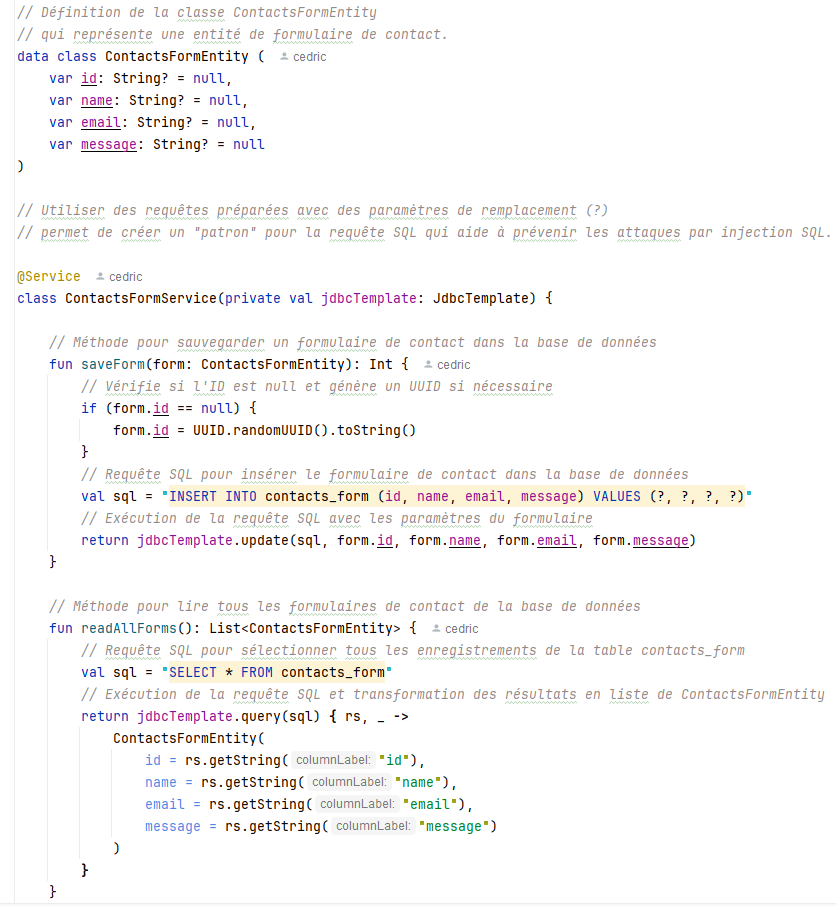 // Définition de la classe ContactsFormEntity
// qui représente une entité de formulaire de contact.
data class ContactsFormEntity ( cedric
    var id: String? = null,
    var name: String? = null,
    var email: String? = null,
    var message: String? = null
)

// Utiliser des requêtes préparées avec des paramètres de remplacement (?)
// permet de créer un "patron" pour la requête SQL qui aide à prévenir les attaques par injection SQL.

@Service cedric
class ContactsFormService(private val jdbcTemplate: JdbcTemplate) {

    // Méthode pour sauvegarder un formulaire de contact dans la base de données
    fun saveForm(form: ContactsFormEntity): Int { cedric
        // Vérifie si l'ID est null et génère un UUID si nécessaire
        if (form.id == null) {
            form.id = UUID.randomUUID().toString()
        }
        // Requête SQL pour insérer le formulaire de contact dans la base de données
        val sql = "INSERT INTO contacts_form (id, name, email, message) VALUES (?, ?, ?, ?)"
        // Exécution de la requête SQL avec les paramètres du formulaire
        return jdbcTemplate.update(sql, form.id, form.name, form.email, form.message)
    }

    // Méthode pour lire tous les formulaires de contact de la base de données
    fun readAllForms(): List<ContactsFormEntity> { cedric
        // Requête SQL pour sélectionner tous les enregistrements de la table contacts_form
        val sql = "SELECT * FROM contacts_form"
        // Exécution de la requête SQL et transformation des résultats en liste de ContactsFormEntity
        return jdbcTemplate.query(sql) { rs, _ ->
            ContactsFormEntity(
                id = rs.getString( columnLabel: "id"),
                name = rs.getString( columnLabel: "name"),
                email = rs.getString( columnLabel: "email"),
                message = rs.getString( columnLabel: "message")
            )
        }
    }